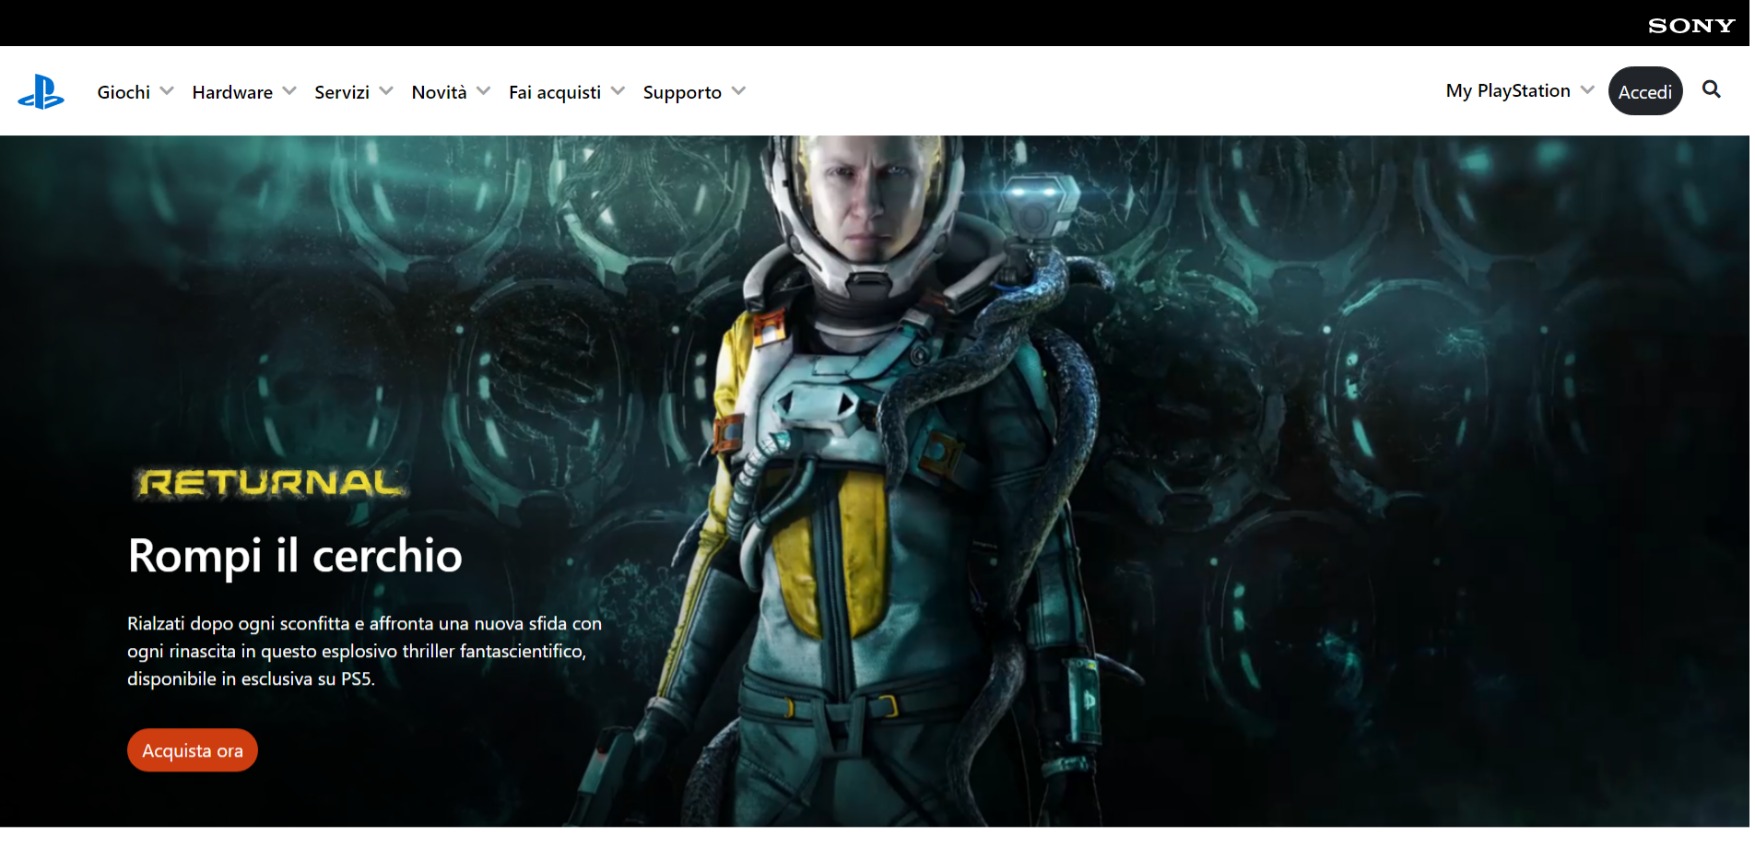 SONY
Giochi Hardware Servizi Novità Fai acquisti Supporto My PlayStation Accedi
RETURNAL
Rompi il cerchio
Rialzati dopo ogni sconfitta e affronta una nuova sfida con
ogni rinascita in questo esplosivo thriller fantascientifico,
disponibile in esclusiva su PS5.
Acquista ora